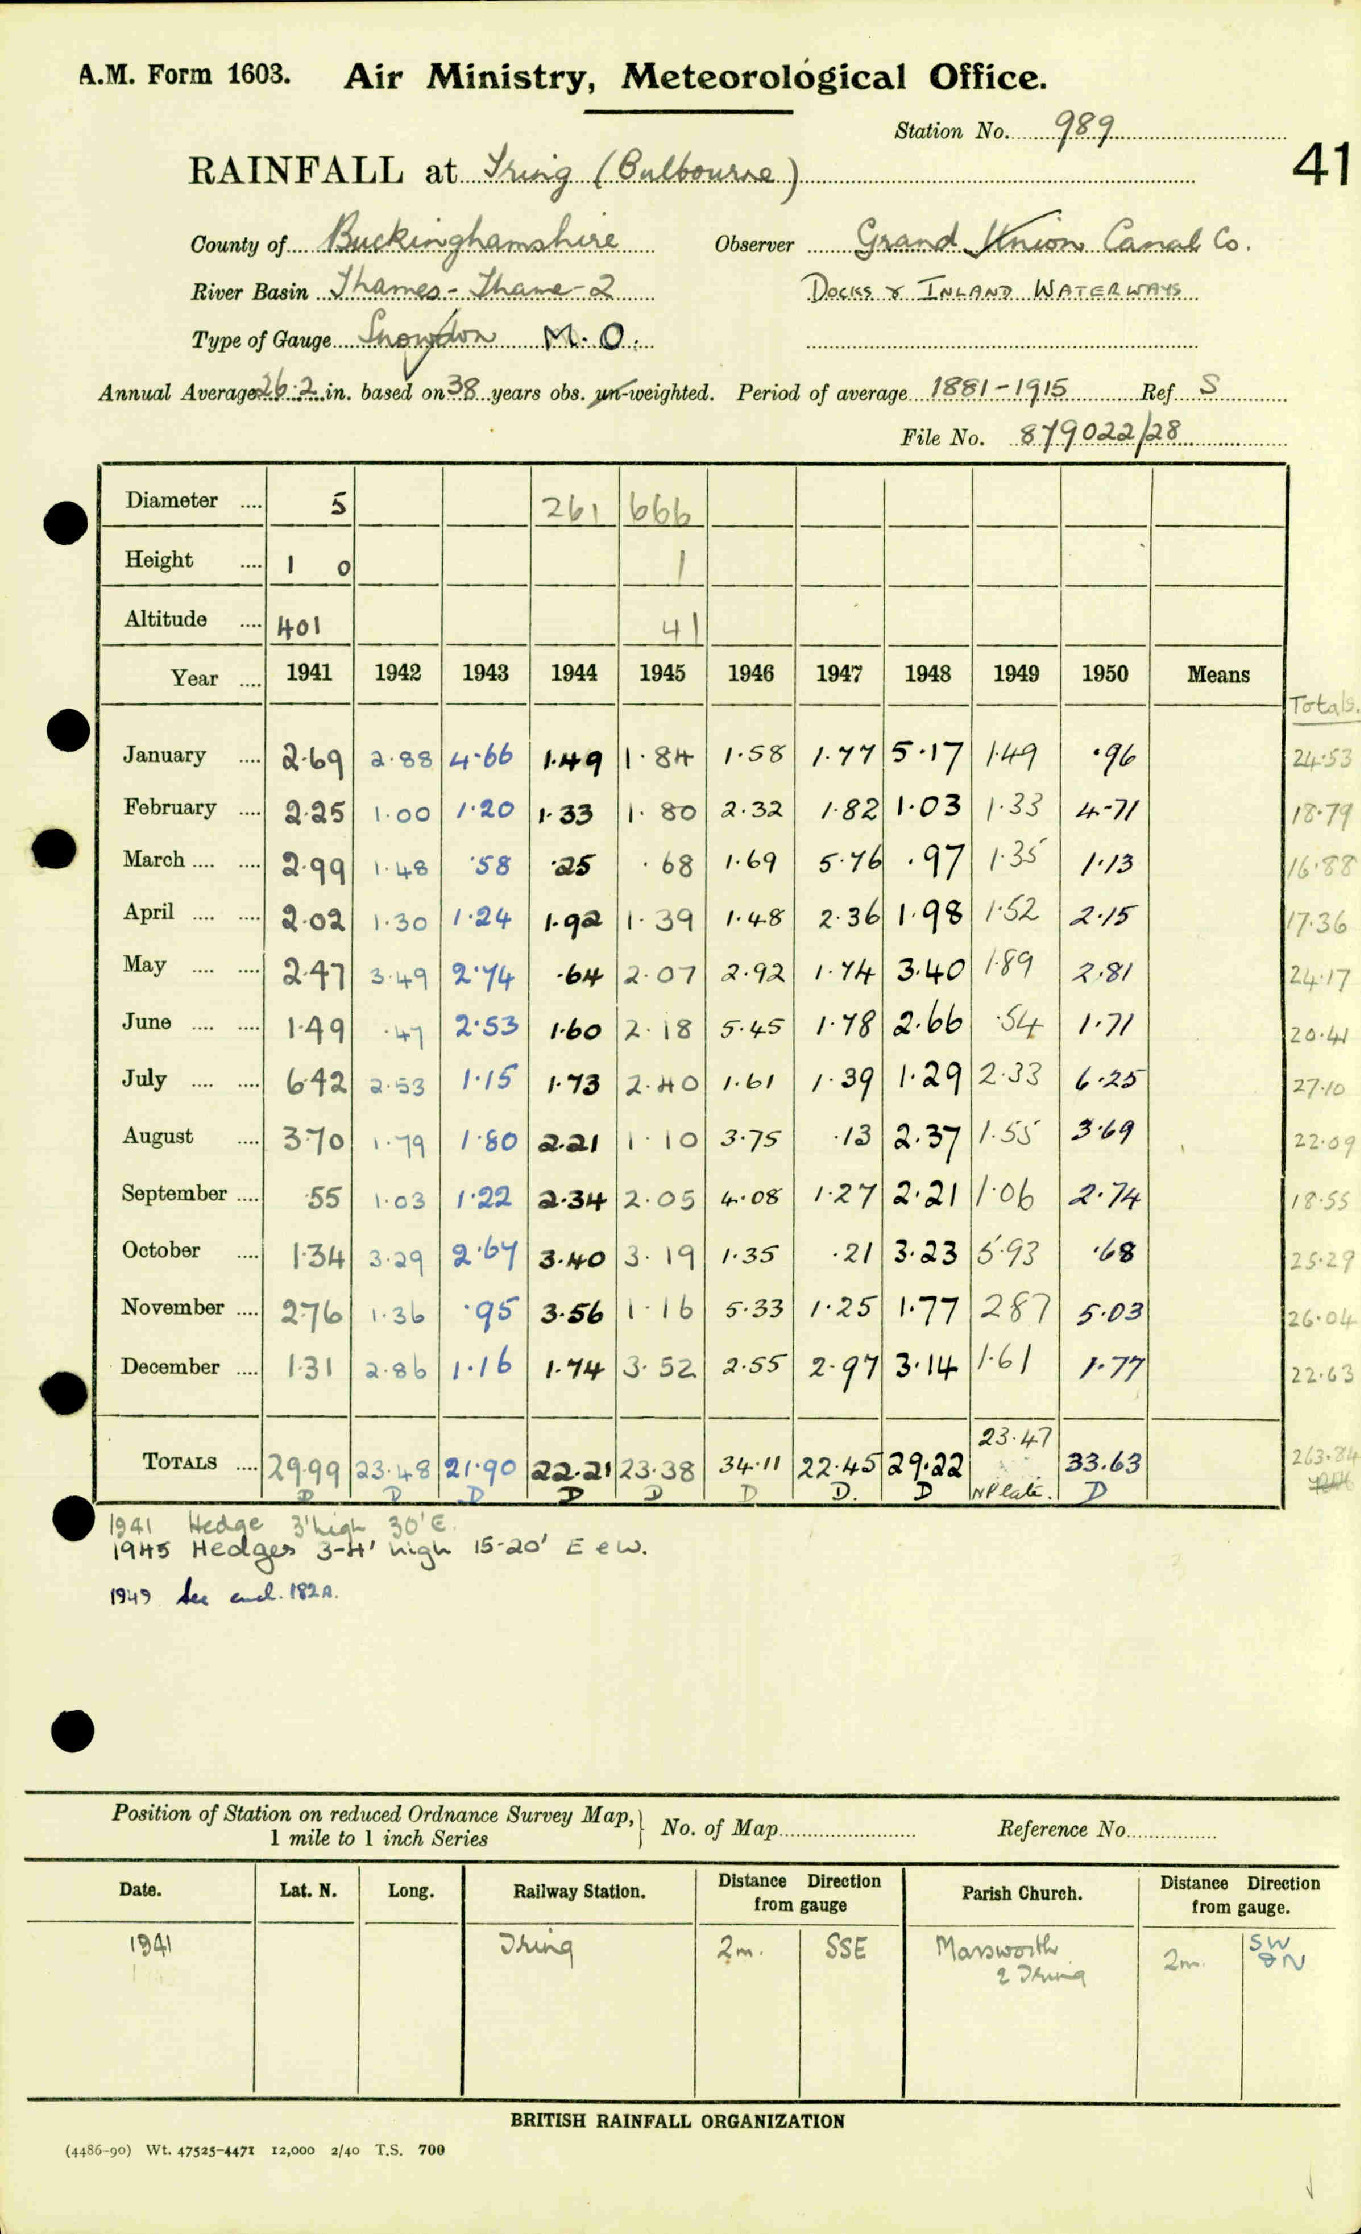 A.M. Form 1603. Air Ministry, Meteorological Office.
Station No. 989
41
RAINFALL at Tring (Bulbourne)
County of Buckinghamshire Observer Grand Union Canal Co.
River Basin Thames - Thame - 2 DOCKS & INLAND WATERWAYS
Type of Gauge Snowdon M.O.
Annual Average 26.2 in. based on 38 years obs. un-weighted. Period of average 1881-1915 Ref S
File No. 879022/28
Diameter .... 5 261 666
Height .... 1 0 1
Altitude .... 401 41
Year .... 1941 1942 1943 1944 1945 1946 1947 1948 1949 1950 Means
Totals.
January .... 2.69 2.88 4.66 1.49 1.84 1.58 1.77 5.17 1.49 .96 24.53
February .... 2.25 1.00 1.20 1.33 1.80 2.32 1.82 1.03 1.33 4.71 18.79
March .... .... 2.99 1.48 .58 .25 .68 1.69 5.76 .97 1.35 1.13 16.88
April .... .... 2.02 1.30 1.24 1.92 1.39 1.48 2.36 1.98 1.52 2.15 17.36
May .... .... 2.47 3.49 2.74 .64 2.07 2.92 1.74 3.40 1.89 2.81 24.17
June .... .... 1.49 .47 2.53 1.60 2.18 5.45 1.78 2.66 .54 1.71 20.41
July .... .... 6.42 2.53 1.15 1.73 2.40 1.61 1.39 1.29 2.33 6.25 27.10
August .... 3.70 1.79 1.80 2.21 1.10 3.75 .13 2.37 1.55 3.69 22.09
September .... .55 1.03 1.22 2.34 2.05 4.08 1.27 2.21 1.06 2.74 18.55
October .... 1.34 3.29 2.67 3.40 3.19 1.35 .21 3.23 5.93 .68 25.29
November .... 2.76 1.36 .95 3.56 1.16 5.33 1.25 1.77 2.87 5.03 26.04
December .... 1.31 2.86 1.16 1.74 3.52 2.55 2.97 3.14 1.61 1.77 22.63
TOTALS .... 29.99 23.48 21.90 22.21 23.38 34.11 22.45 29.22 23.47 33.63 263.84
D D D D D D D. D NP late. D
1941 Hedge 3' high 30' E.
1945 Hedges 3-4' high 15-20' E & W.
1949 See encl. 182A.
Position of Station on reduced Ordnance Survey Map, 1 mile to 1 inch Series } No. of Map Reference No.
Date. Lat. N. Long. Railway Station. Distance Direction from gauge Parish Church. Distance Direction from gauge.
1941 Tring 2m. SSE Marsworth & Tring 2m. SW & N
BRITISH RAINFALL ORGANIZATION
(4486-90) Wt. 47525-4471 12,000 2/40 T.S. 700